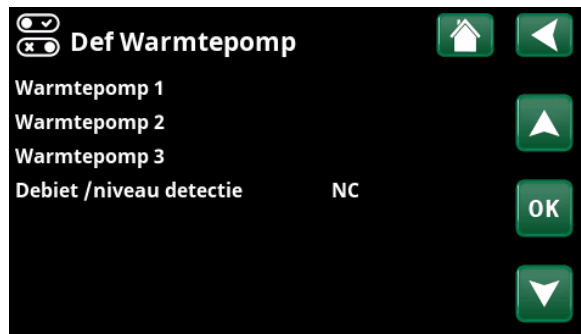 Def Warmtepomp
Warmtepomp 1
Warmtepomp 2
Warmtepomp 3
Debiet /niveau detectie NC
OK